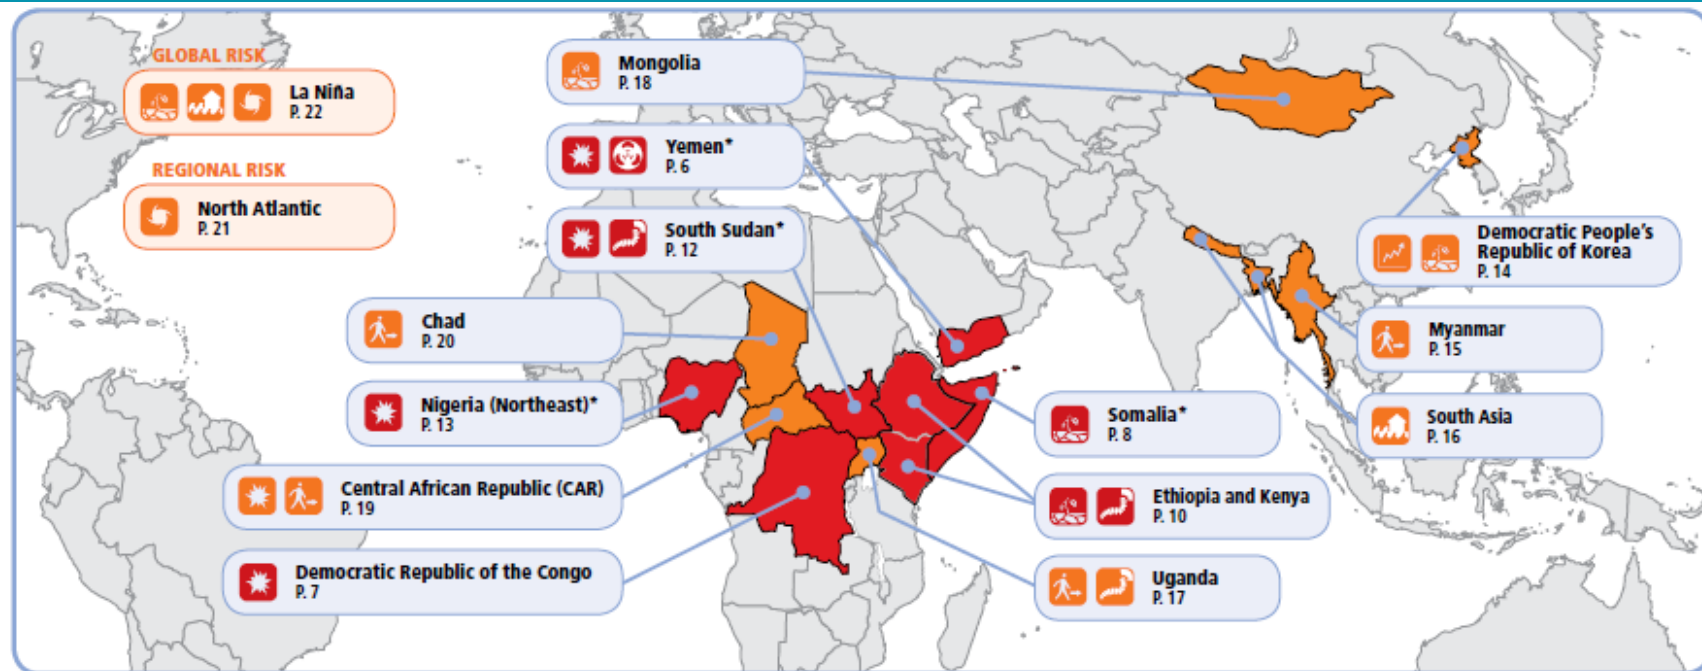 GLOBAL RISK
La Niña
P. 22
REGIONAL RISK
North Atlantic
P. 21
Mongolia
P. 18
Yemen*
P. 6
South Sudan*
P. 12
Chad
P. 20
Nigeria (Northeast)*
P. 13
Central African Republic (CAR)
P. 19
Democratic Republic of the Congo
P. 7
Democratic People's
Republic of Korea
P. 14
Myanmar
P. 15
South Asia
P. 16
Somalia*
P. 8
Ethiopia and Kenya
P. 10
Uganda
P. 17